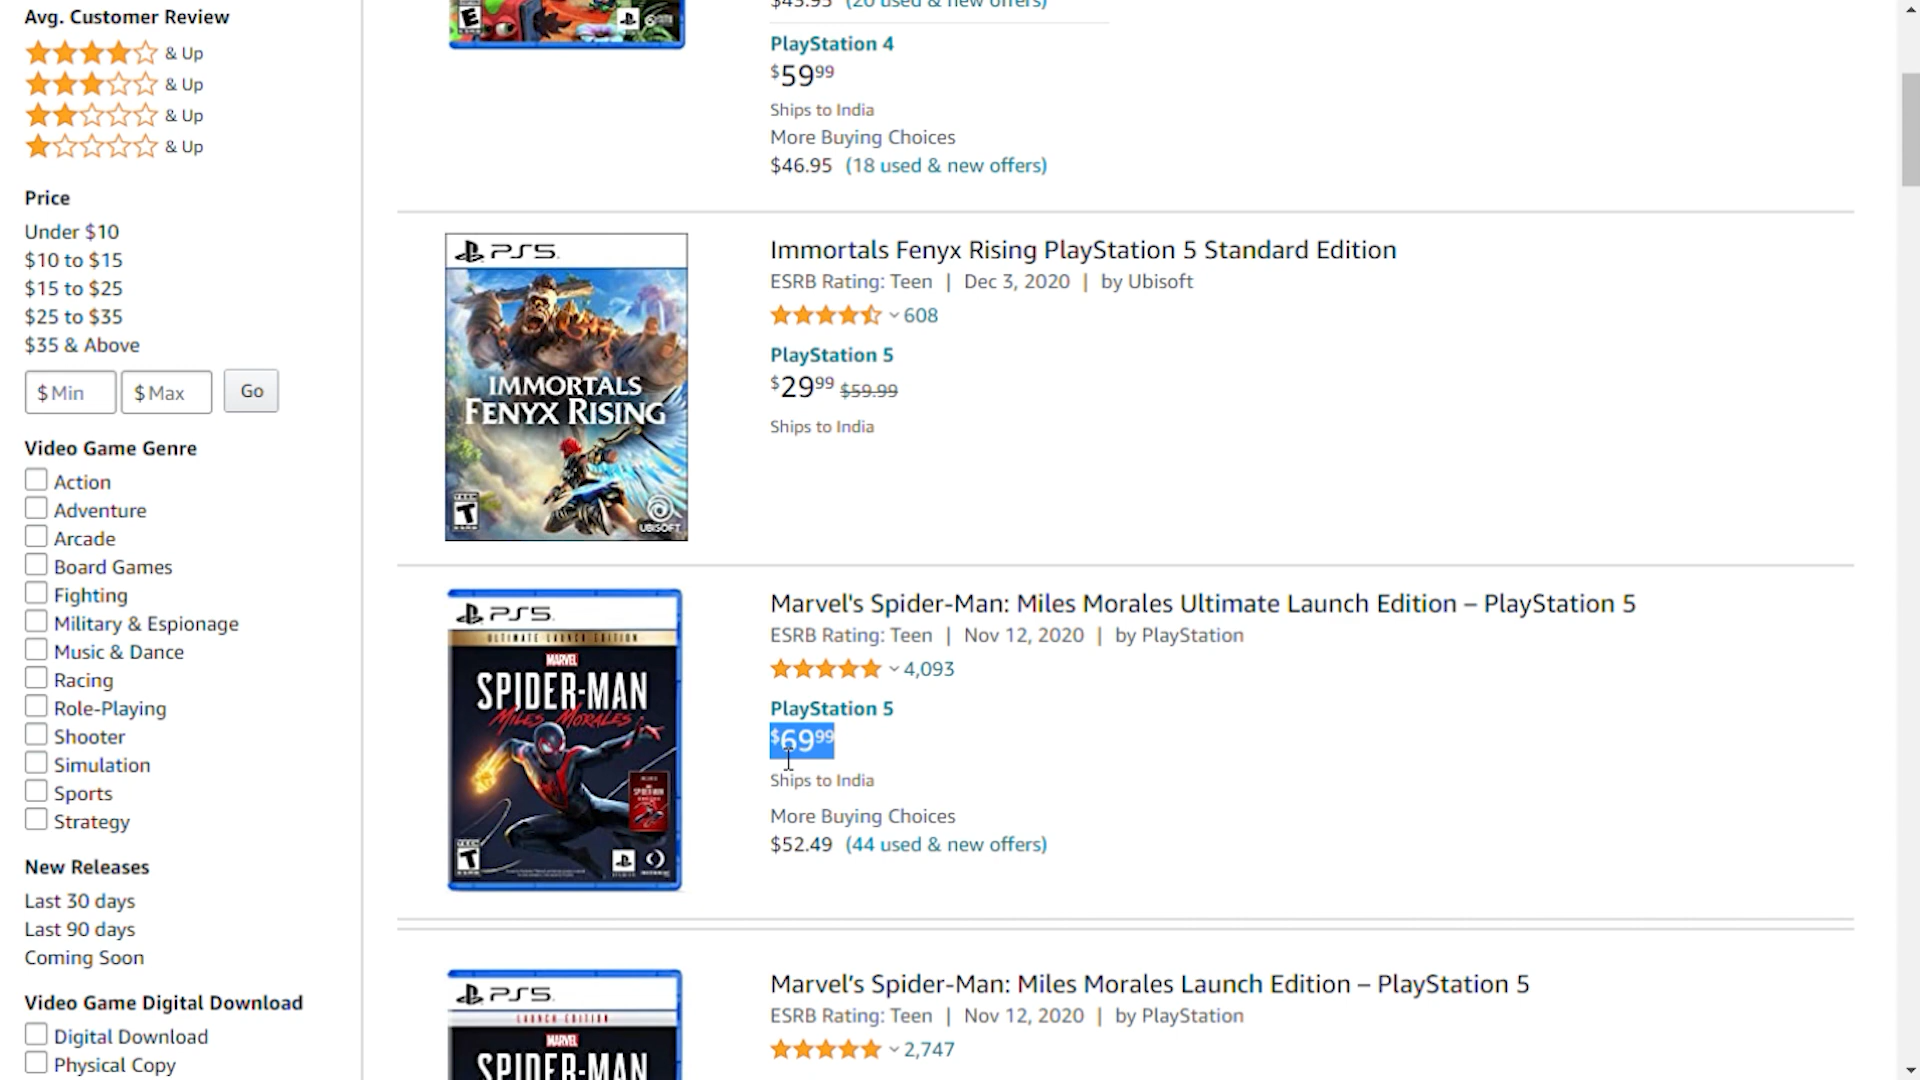 Avg. Customer Review
& Up
& Up
& Up
& Up
Price
Under $10
$10 to $15
$15 to $25
$25 to $35
$35 & Above
$ Min
$ Max
Go
Video Game Genre
Action
Adventure
Arcade
Board Games
Fighting
Military & Espionage
Music & Dance
Racing
Role-Playing
Shooter
Simulation
Sports
Strategy
New Releases
Last 30 days
Last 90 days
Coming Soon
Video Game Digital Download
Digital Download
Physical Copy
E
$43.95 (20 used & new offers)
PlayStation 4
$59.99
Ships to India
More Buying Choices
$46.95 (18 used & new offers)
PS5
IMMORTALS
FENYX RISING
TEEN
T
UBISOFT
Immortals Fenyx Rising PlayStation 5 Standard Edition
ESRB Rating: Teen | Dec 3, 2020 | by Ubisoft
608
PlayStation 5
$29.99 $59.99
Ships to India
PS5
ULTIMATE LAUNCH EDITION
MARVEL
SPIDER-MAN
MILES MORALES
TEEN
T
Marvel's Spider-Man: Miles Morales Ultimate Launch Edition – PlayStation 5
ESRB Rating: Teen | Nov 12, 2020 | by PlayStation
4,093
PlayStation 5
$69.99
Ships to India
More Buying Choices
$52.49 (44 used & new offers)
PS5
LAUNCH EDITION
MARVEL
SPIDER-MAN
Marvel’s Spider-Man: Miles Morales Launch Edition – PlayStation 5
ESRB Rating: Teen | Nov 12, 2020 | by PlayStation
2,747